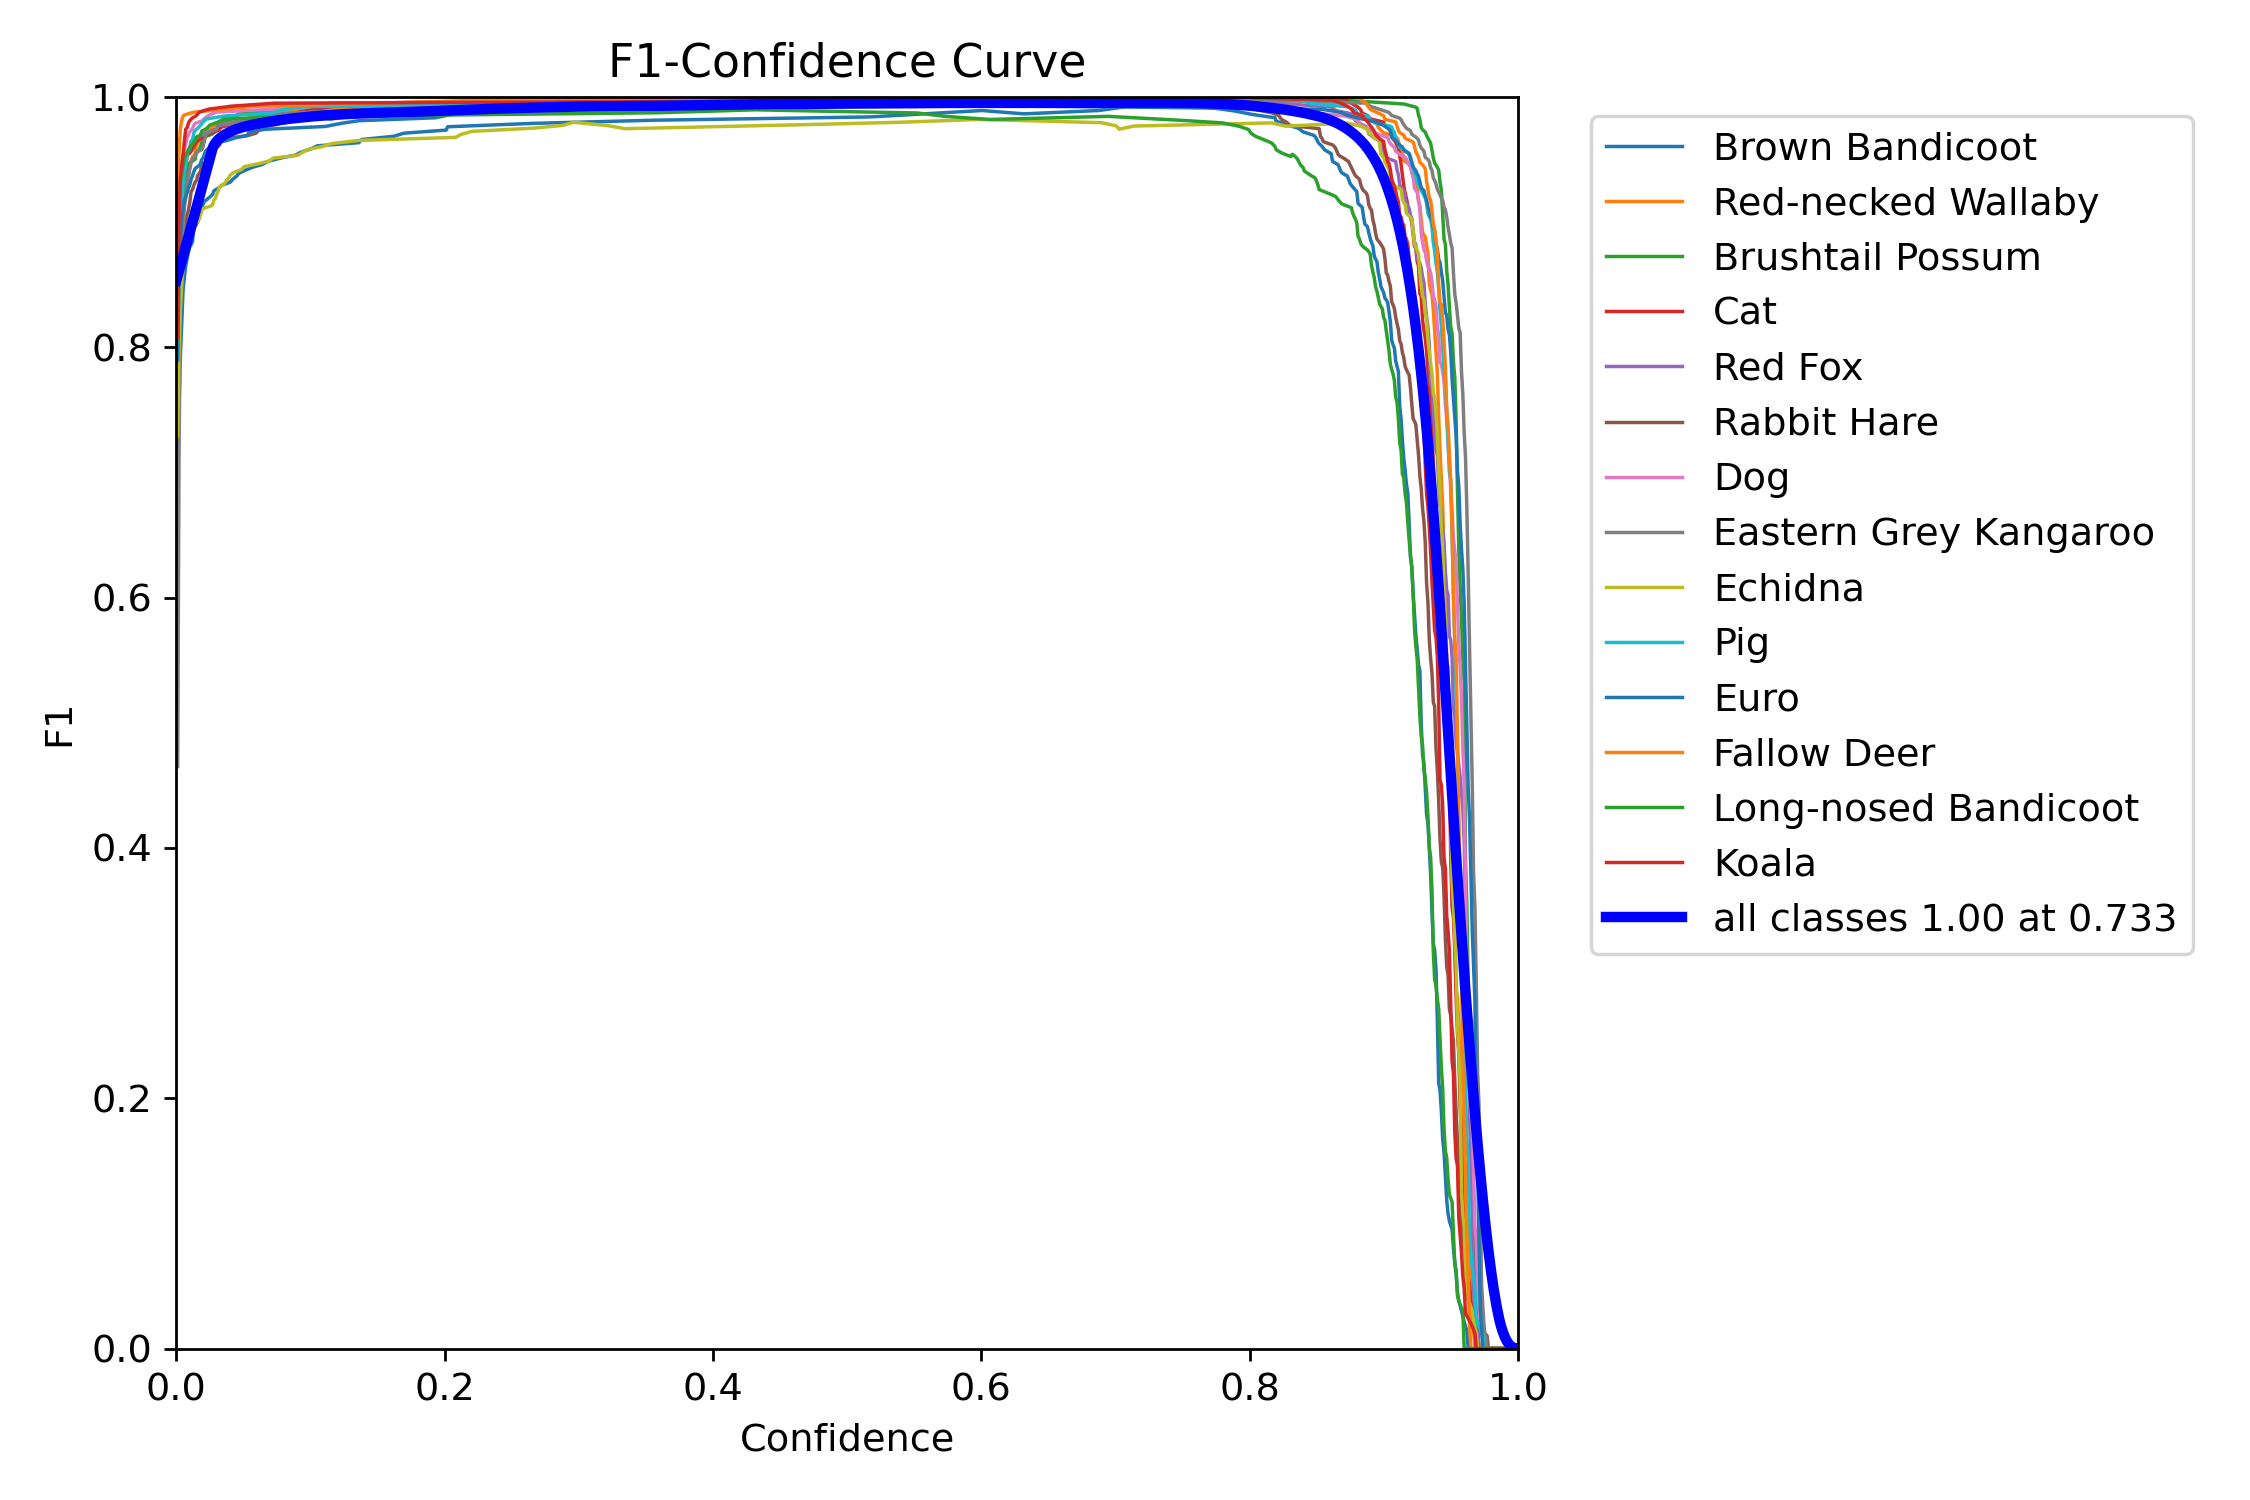 F1-Confidence Curve
1.0
0.8
0.6
0.4
0.2
0.0
F1
0.0 0.2 0.4 0.6 0.8 1.0
Confidence
Brown Bandicoot
Red-necked Wallaby
Brushtail Possum
Cat
Red Fox
Rabbit Hare
Dog
Eastern Grey Kangaroo
Echidna
Pig
Euro
Fallow Deer
Long-nosed Bandicoot
Koala
all classes 1.00 at 0.733